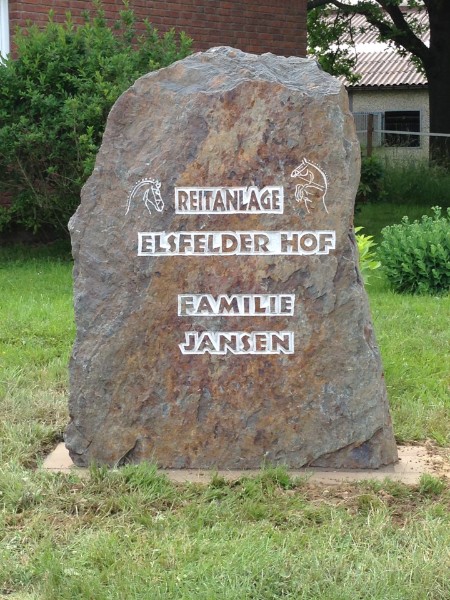 REITANLAGE
ELSFELDER HOF
FAMILIE
JANSEN